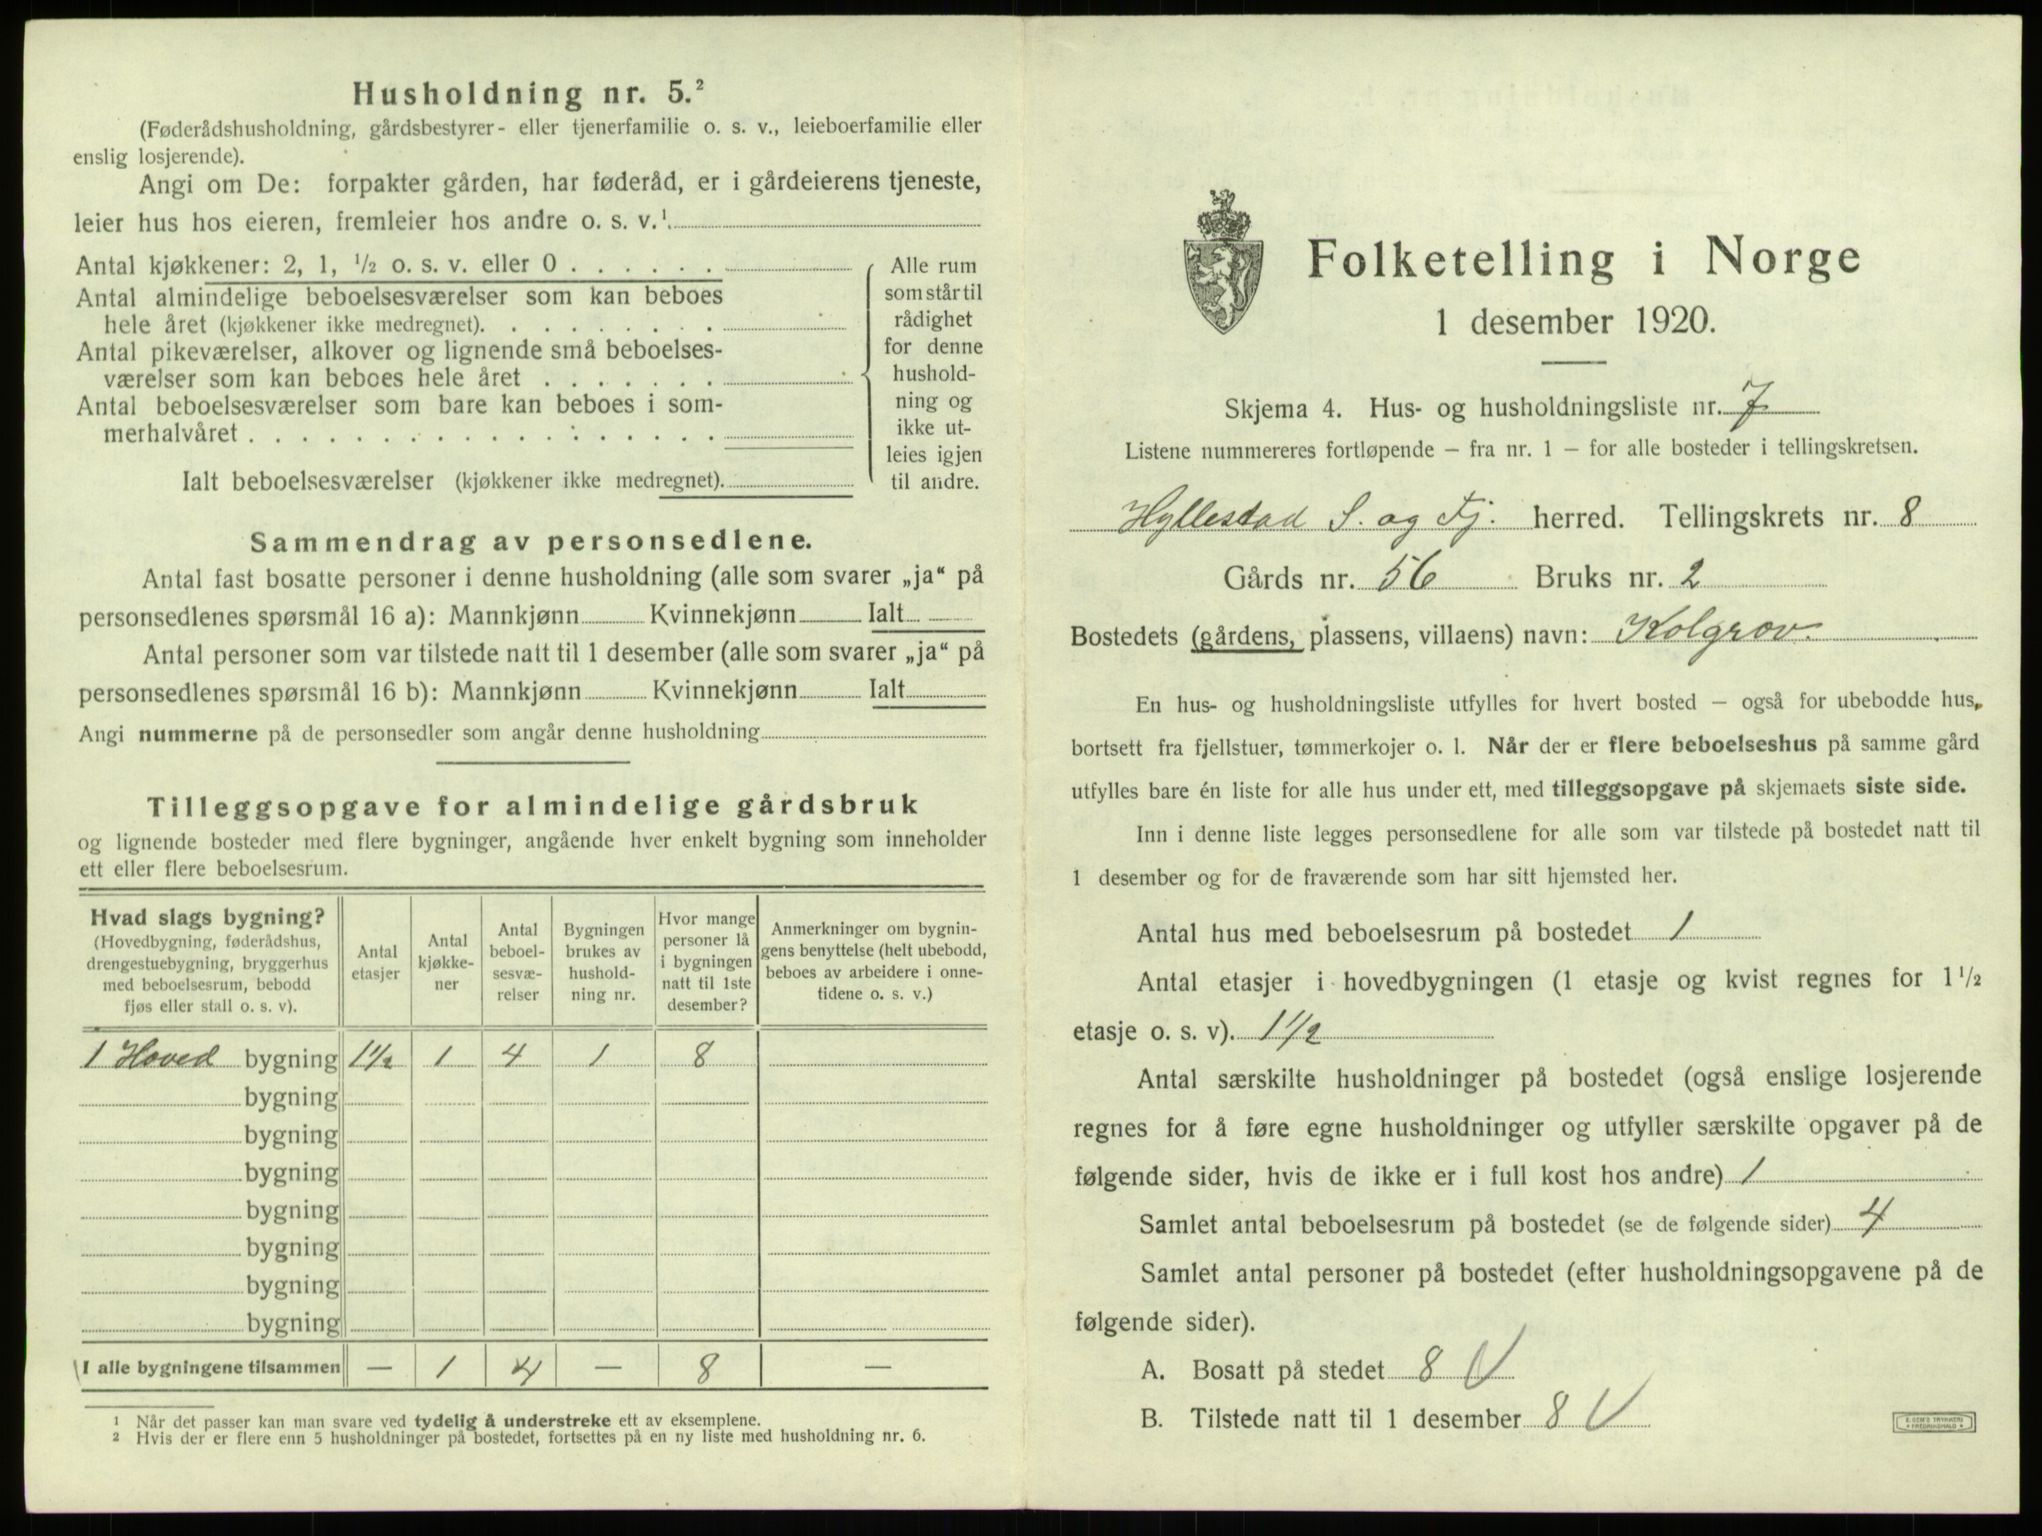 Husholdning nr. 5.²
(Føderådshusholdning, gårdsbestyrer- eller tjenerfamilie o. s. v., leieboerfamilie eller
enslig losjerende).
Angi om De: forpakter gården, har føderåd, er i gårdeierens tjeneste,
leier hus hos eieren, fremleier hos andre o. s. v.¹
Antal kjøkkener: 2, 1, ½ o. s. v. eller 0 . . . . . .
Antal almindelige beboelsesværelser som kan beboes
hele året (kjøkkener ikke medregnet). . . . . . . . .
Antal pikeværelser, alkover og lignende små beboelses-
værelser som kan beboes hele året . . . . . . .
Antal beboelsesværelser som bare kan beboes i som-
merhalvåret . . . . . . . . . . . . . . . . . .
Ialt beboelsesværelser (kjøkkener ikke medregnet).
Alle rum
som står til
rådighet
for denne
hushold-
ning og
ikke ut-
leies igjen
til andre.
Sammendrag av personsedlene.
Antal fast bosatte personer i denne husholdning (alle som svarer „ja“ på
personsedlenes spørsmål 16 a): Mannkjønn Kvinnekjønn Ialt
Antal personer som var tilstede natt til 1 desember (alle som svarer „ja“ på
personsedlenes spørsmål 16 b): Mannkjønn Kvinnekjønn Ialt
Angi nummerne på de personsedler som angår denne husholdning
Tilleggsopgave for almindelige gårdsbruk
og lignende bosteder med flere bygninger, angående hver enkelt bygning som inneholder
ett eller flere beboelsesrum.
Hvad slags bygning?
(Hovedbygning, føderådshus,
drengestuebygning, bryggerhus
med beboelsesrum, bebodd
fjøs eller stall o. s. v).
Antal
etasjer
Antal
kjøkke-
ner
Antal
beboel-
sesvæ-
relser
Bygningen
brukes av
hushold-
ning nr.
Hvor mange
personer lå
i bygningen
natt til 1ste
desember?
Anmerkninger om bygnin-
gens benyttelse (helt ubebodd,
beboes av arbeidere i onne-
tidene o. s. v.)
1 Hoved bygning 1½ 1 4 1 8
bygning
bygning
bygning
bygning
bygning
bygning
bygning
I alle bygningene tilsammen — 1 4 — 8 —
¹ Når det passer kan man svare ved tydelig å understreke ett av eksemplene.
² Hvis der er flere enn 5 husholdninger på bostedet, fortsettes på en ny liste med husholdning nr. 6.
Folketelling i Norge
1 desember 1920.
Skjema 4. Hus- og husholdningsliste nr. 7
Listene nummereres fortløpende – fra nr. 1 – for alle bosteder i tellingskretsen.
Hyllestad S. og Fj. herred. Tellingskrets nr. 8
Gårds nr. 56 Bruks nr. 2
Bostedets (gårdens, plassens, villaens) navn: Kolgrov.
En hus- og husholdningsliste utfylles for hvert bosted – også for ubebodde hus,
bortsett fra fjellstuer, tømmerkojer o. l. Når der er flere beboelseshus på samme gård
utfylles bare én liste for alle hus under ett, med tilleggsopgave på skjemaets siste side.
Inn i denne liste legges personsedlene for alle som var tilstede på bostedet natt til
1 desember og for de fraværende som har sitt hjemsted her.
Antal hus med beboelsesrum på bostedet 1
Antal etasjer i hovedbygningen (1 etasje og kvist regnes for 1½
etasje o. s. v). 1½
Antal særskilte husholdninger på bostedet (også enslige losjerende
regnes for å føre egne husholdninger og utfyller særskilte opgaver på de
følgende sider, hvis de ikke er i full kost hos andre) 1
Samlet antal beboelsesrum på bostedet (se de følgende sider) 4
Samlet antal personer på bostedet (efter husholdningsopgavene på de
følgende sider).
A. Bosatt på stedet 8 V
B. Tilstede natt til 1 desember 8 V
E. SEM'S TRYKKERI
• FREDRIKSHALD •